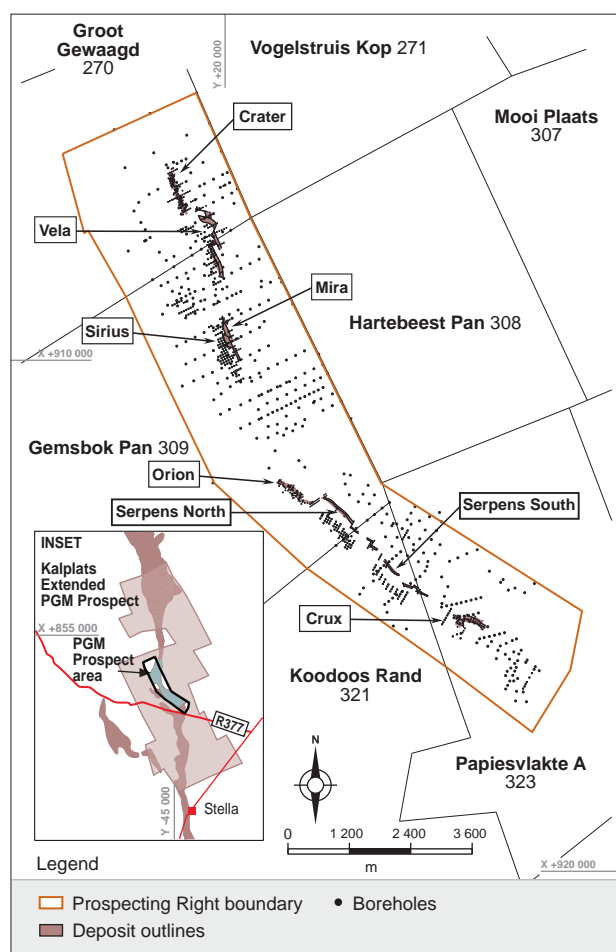 Groot
Gewaagd
270
Y +20 000
Vogelstruis Kop 271
Mooi Plaats
307
Crater
Vela
Mira
Sirius
Hartebeest Pan 308
X +910 000
Gemsbok Pan 309
Orion
Serpens North
Serpens South
Crux
INSET
Kalplats
Extended
PGM Prospect
X +855 000
PGM
Prospect
area
R377
Y -45 000
Stella
Koodoos Rand
321
N
Papiesvlakte A
323
0 1 200 2 400 3 600
m
X +920 000
Legend
Prospecting Right boundary
Boreholes
Deposit outlines